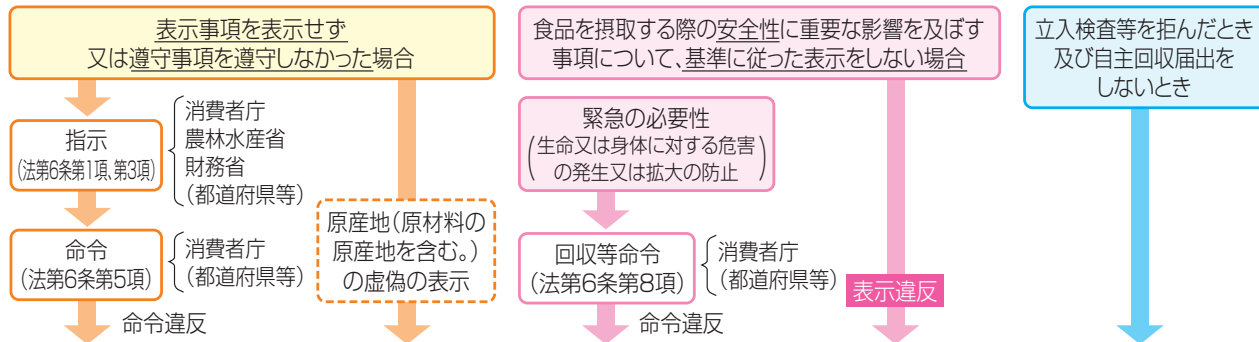 表示事項を表示せず
又は遵守事項を遵守しなかった場合
指示
(法第6条第1項、第3項)
消費者庁
農林水産省
財務省
(都道府県等)
命令
(法第6条第5項)
消費者庁
(都道府県等)
命令違反
原産地(原材料の
原産地を含む。)
の虚偽の表示
食品を摂取する際の安全性に重要な影響を及ぼす
事項について、基準に従った表示をしない場合
緊急の必要性
(生命又は身体に対する危害
の発生又は拡大の防止)
回収等命令
(法第6条第8項)
消費者庁
(都道府県等)
命令違反
表示違反
立入検査等を拒んだとき
及び自主回収届出を
しないとき